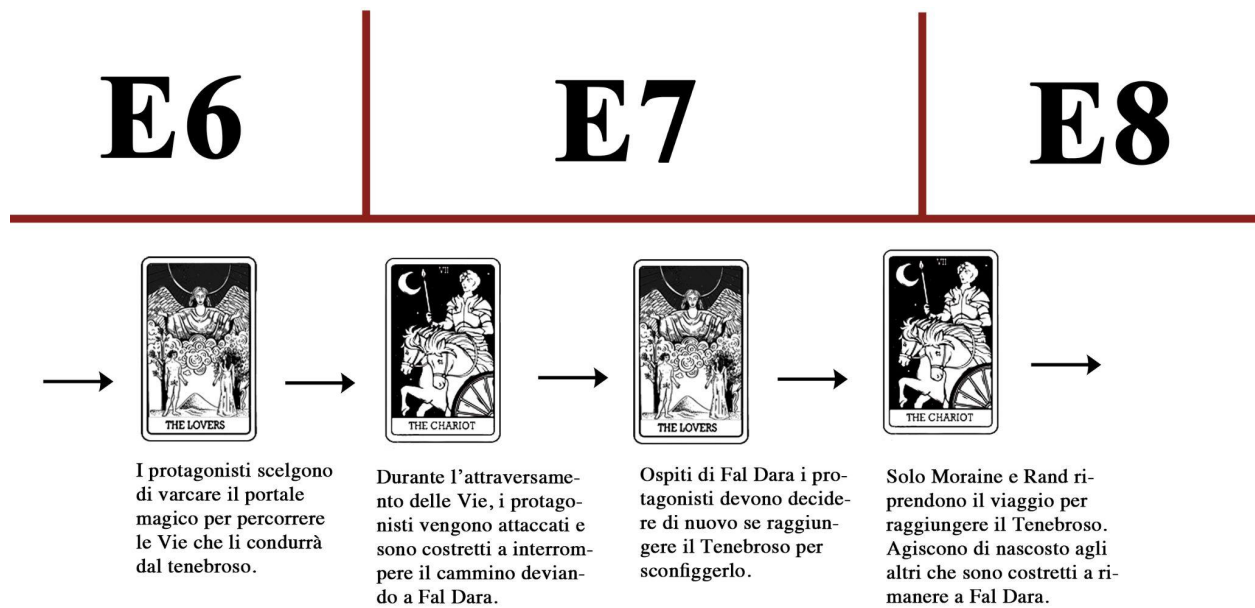 E6
E7
E8
THE LOVERS
I protagonisti scelgono
di varcare il portale
magico per percorrere
le Vie che li condurrà
dal tenebroso.
VII
THE CHARIOT
Durante l’attraversame-
nto delle Vie, i protago-
nisti vengono attaccati e
sono costretti a interrom-
pere il cammino devian-
do a Fal Dara.
THE LOVERS
Ospiti di Fal Dara i pro-
tagonisti devono decide-
re di nuovo se raggiun-
gere il Tenebroso per
sconfiggerlo.
VII
THE CHARIOT
Solo Moraine e Rand ri-
prendono il viaggio per
raggiungere il Tenebroso.
Agiscono di nascosto agli
altri che sono costretti a ri-
manere a Fal Dara.